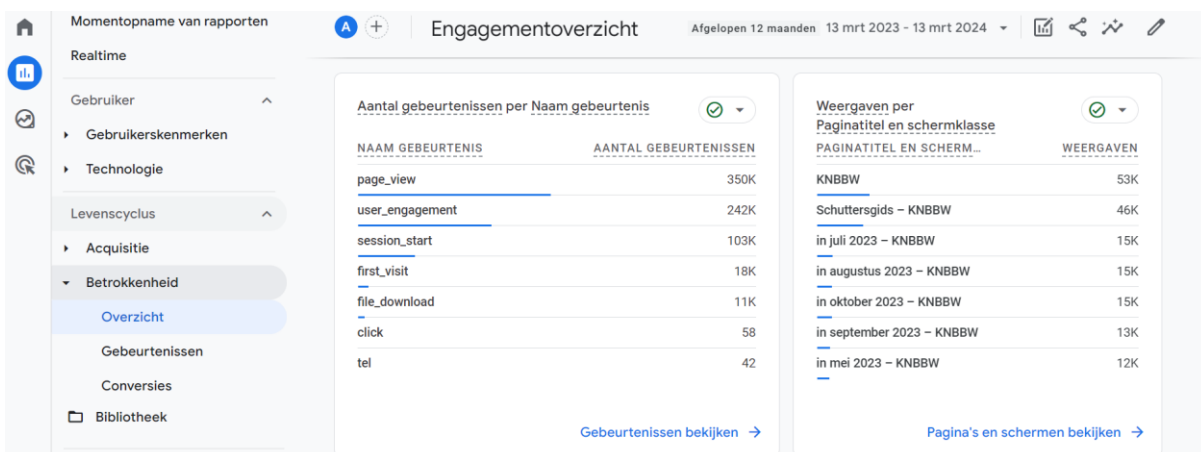 Momentopname van rapporten
Realtime
Gebruiker
Gebruikerskenmerken
Technologie
Levenscyclus
Acquisitie
Betrokkenheid
Overzicht
Gebeurtenissen
Conversies
Bibliotheek
A
Engagementoverzicht
Afgelopen 12 maanden 13 mrt 2023 - 13 mrt 2024
Aantal gebeurtenissen per Naam gebeurtenis
NAAM GEBEURTENIS AANTAL GEBEURTENISSEN
page_view 350K
user_engagement 242K
session_start 103K
first_visit 18K
file_download 11K
click 58
tel 42
Gebeurtenissen bekijken
Weergaven per
Paginatitel en schermklasse
PAGINATITEL EN SCHERM... WEERGAVEN
KNBBW 53K
Schuttersgids – KNBBW 46K
in juli 2023 – KNBBW 15K
in augustus 2023 – KNBBW 15K
in oktober 2023 – KNBBW 15K
in september 2023 – KNBBW 13K
in mei 2023 – KNBBW 12K
Pagina's en schermen bekijken